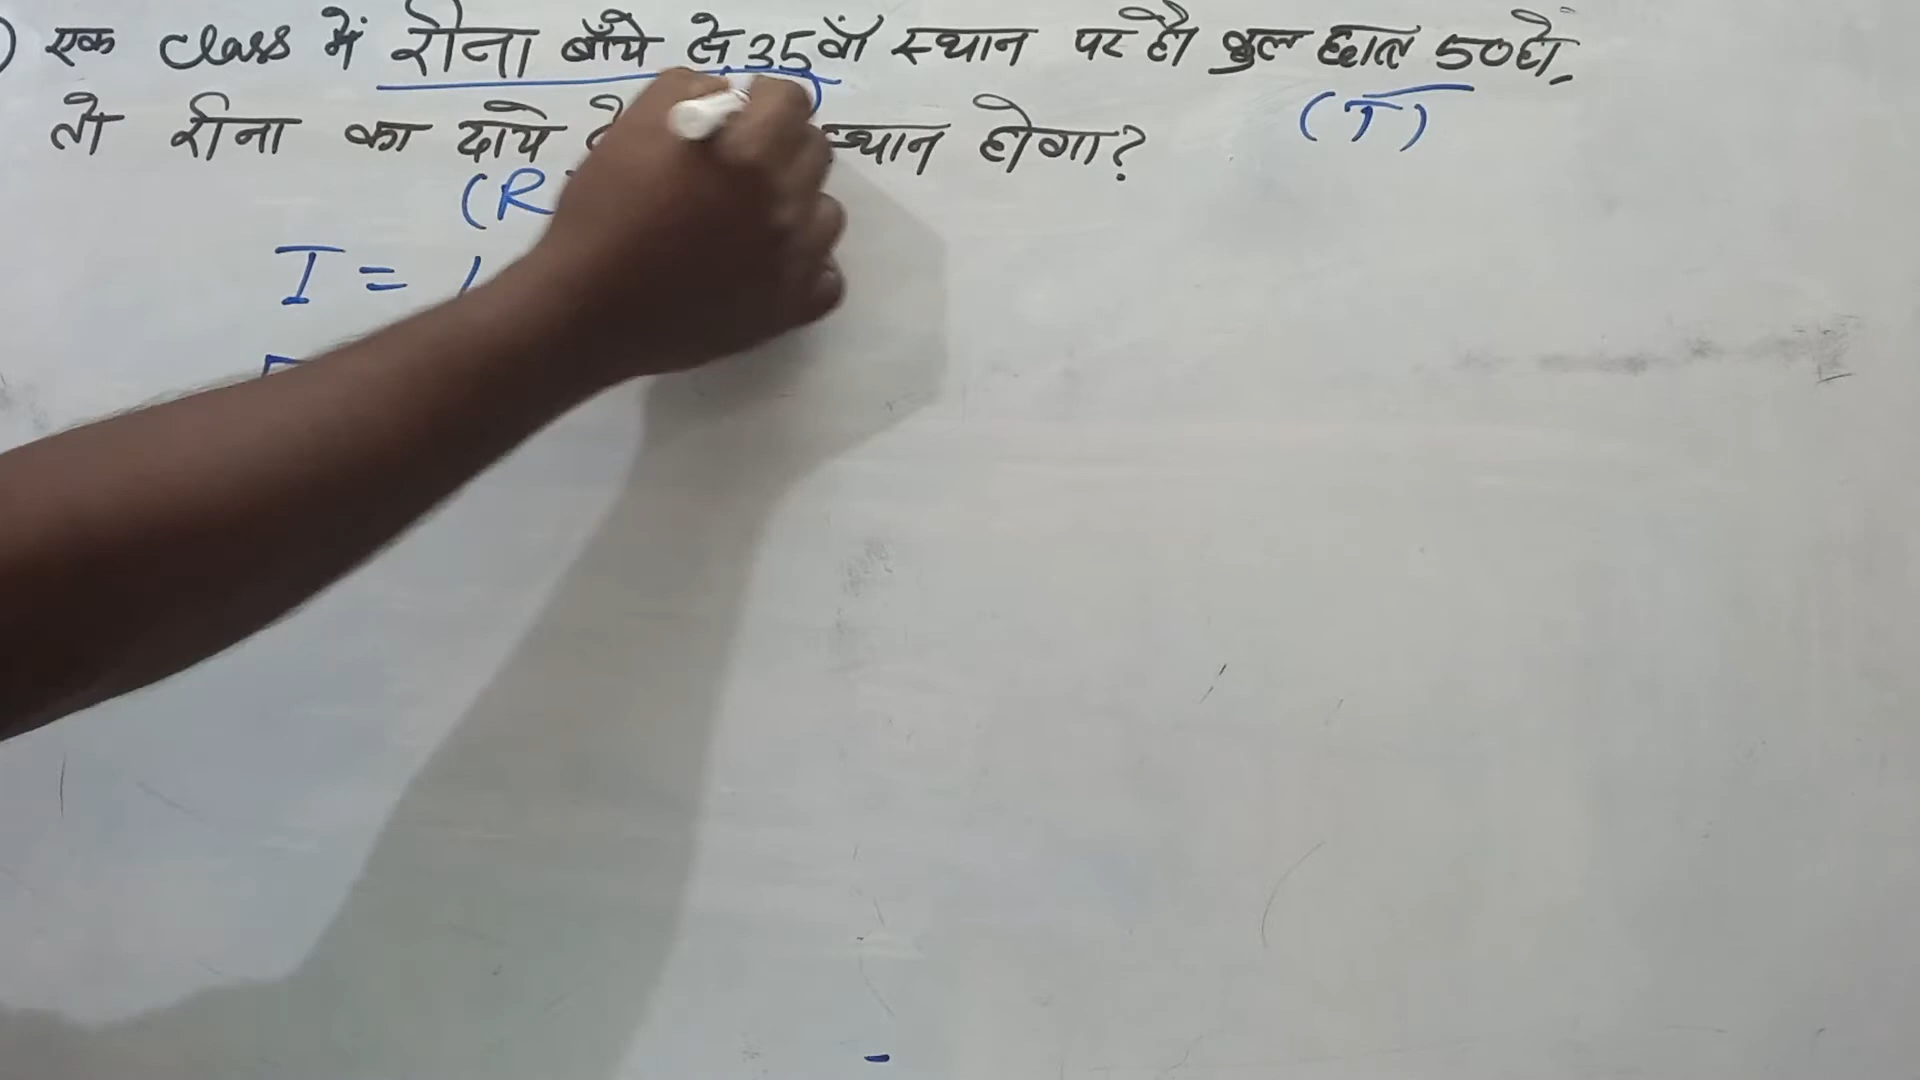 एक class में रीना बाँये से 35वाँ स्थान पर है। कुल छात्र 50 हो,
(T)
तो रीना का दाये स्थान होगा?
(R
I =